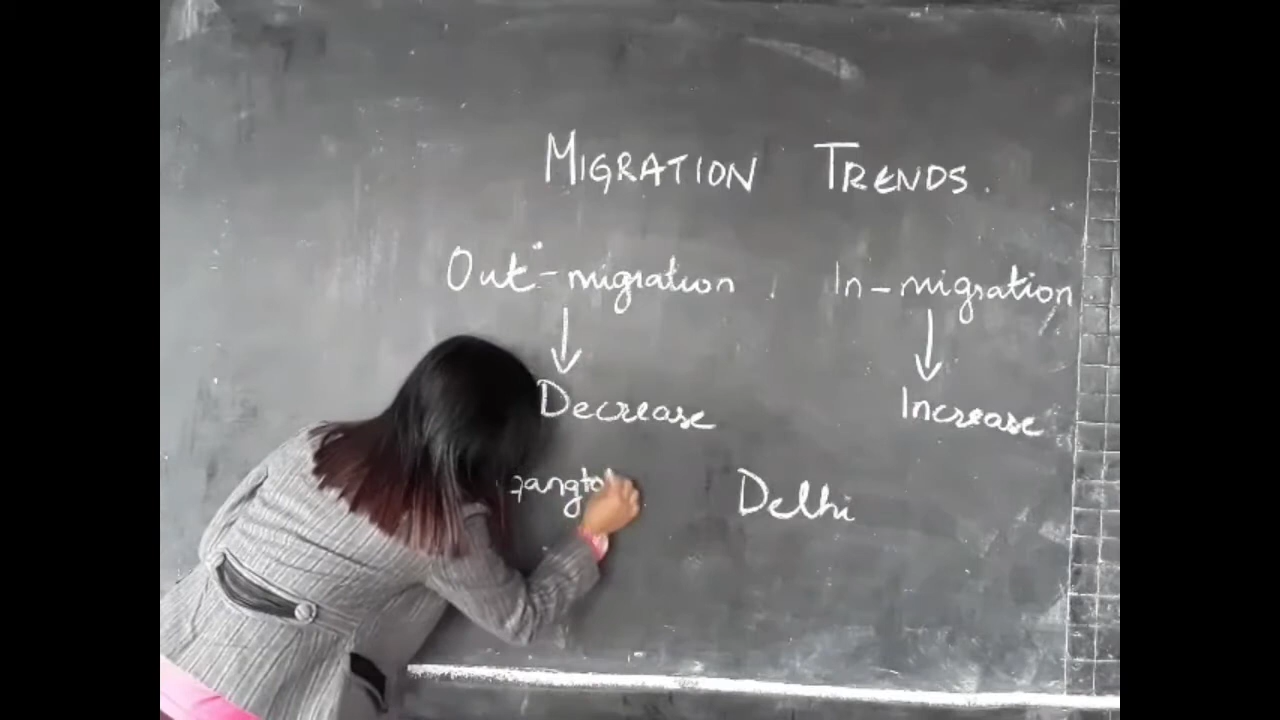 MIGRATION TRENDS.
Out-migration , In-migration
Decrease Increase
Delhi